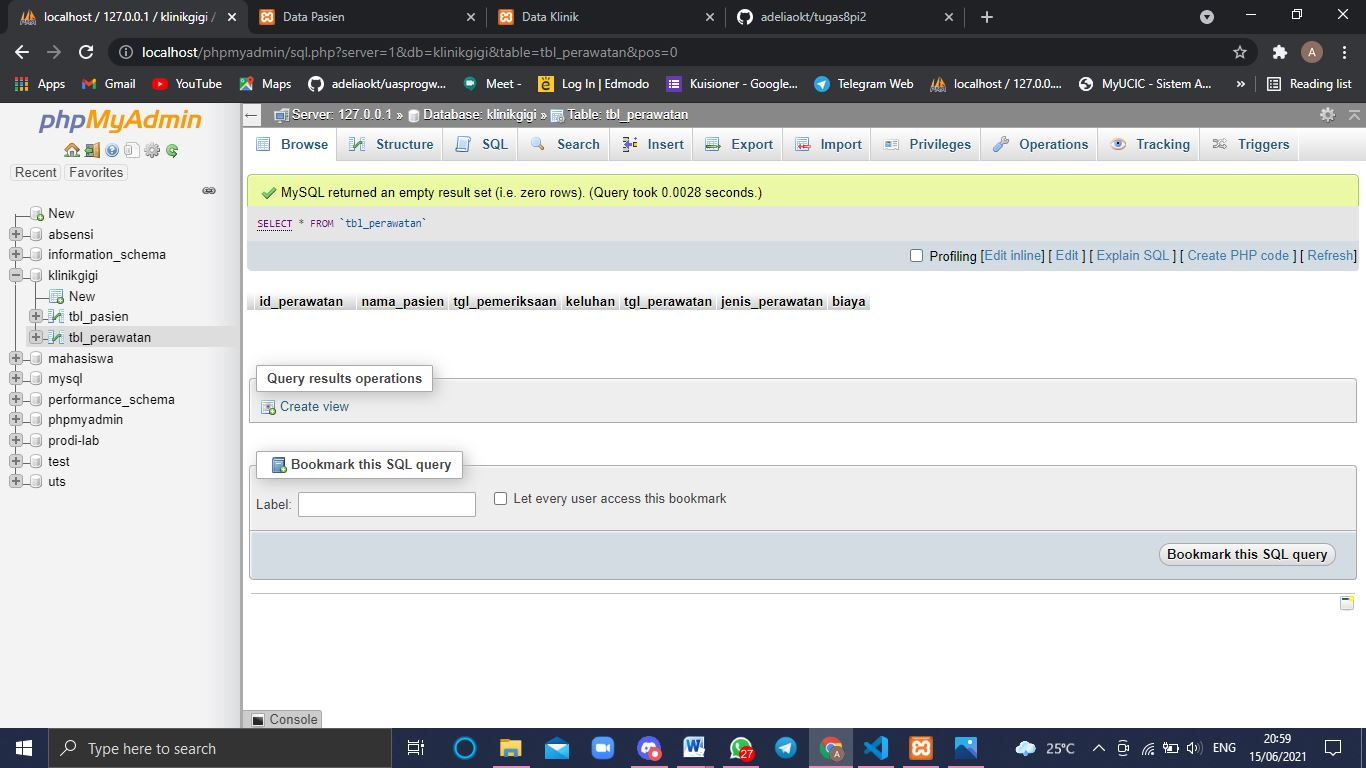 localhost / 127.0.0.1 / klinikgigi /
Data Pasien
Data Klinik
adeliaokt/tugas8pi2
localhost/phpmyadmin/sql.php?server=1&db=klinikgigi&table=tbl_perawatan&pos=0
A
Apps
Gmail
YouTube
Maps
adeliaokt/uasprogw...
Meet -
Log In | Edmodo
Kuisioner - Google...
Telegram Web
localhost / 127.0.0....
MyUCIC - Sistem A...
»
Reading list
phpMyAdmin
Recent
Favorites
New
absensi
information_schema
klinikgigi
New
tbl_pasien
tbl_perawatan
mahasiswa
mysql
performance_schema
phpmyadmin
prodi-lab
test
uts
Server: 127.0.0.1 » Database: klinikgigi » Table: tbl_perawatan
Browse
Structure
SQL
Search
Insert
Export
Import
Privileges
Operations
Tracking
Triggers
MySQL returned an empty result set (i.e. zero rows). (Query took 0.0028 seconds.)
SELECT * FROM `tbl_perawatan`
Profiling [Edit inline] [ Edit ] [ Explain SQL ] [ Create PHP code ] [ Refresh]
id_perawatan nama_pasien tgl_pemeriksaan keluhan tgl_perawatan jenis_perawatan biaya
Query results operations
Create view
Bookmark this SQL query
Label:
Let every user access this bookmark
Bookmark this SQL query
Console
Type here to search
27
A
25°C
ENG
20:59
15/06/2021